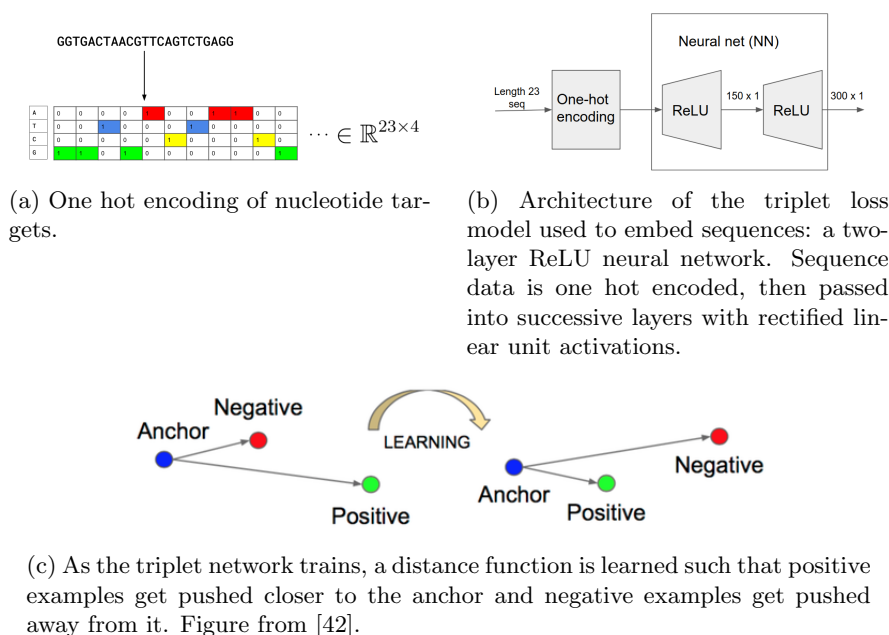 GGTGACTAACGTTCAGTCTGAGG
A 0 0 0 0 1 0 0 1 1 0 0
T 0 0 1 0 0 0 1 0 0 0 0
C 0 0 0 0 0 1 0 0 0 1 0
G 1 1 0 1 0 0 0 0 0 0 1
⋯ ∈ ℝ^{23×4}
(a) One hot encoding of nucleotide tar-
gets.
Neural net (NN)
Length 23
seq
One-hot
encoding
ReLU
150 x 1
ReLU
300 x 1
(b) Architecture of the triplet loss
model used to embed sequences: a two-
layer ReLU neural network. Sequence
data is one hot encoded, then passed
into successive layers with rectified lin-
ear unit activations.
Negative
Anchor
Positive
LEARNING
Negative
Anchor
Positive
(c) As the triplet network trains, a distance function is learned such that positive
examples get pushed closer to the anchor and negative examples get pushed
away from it. Figure from [42].